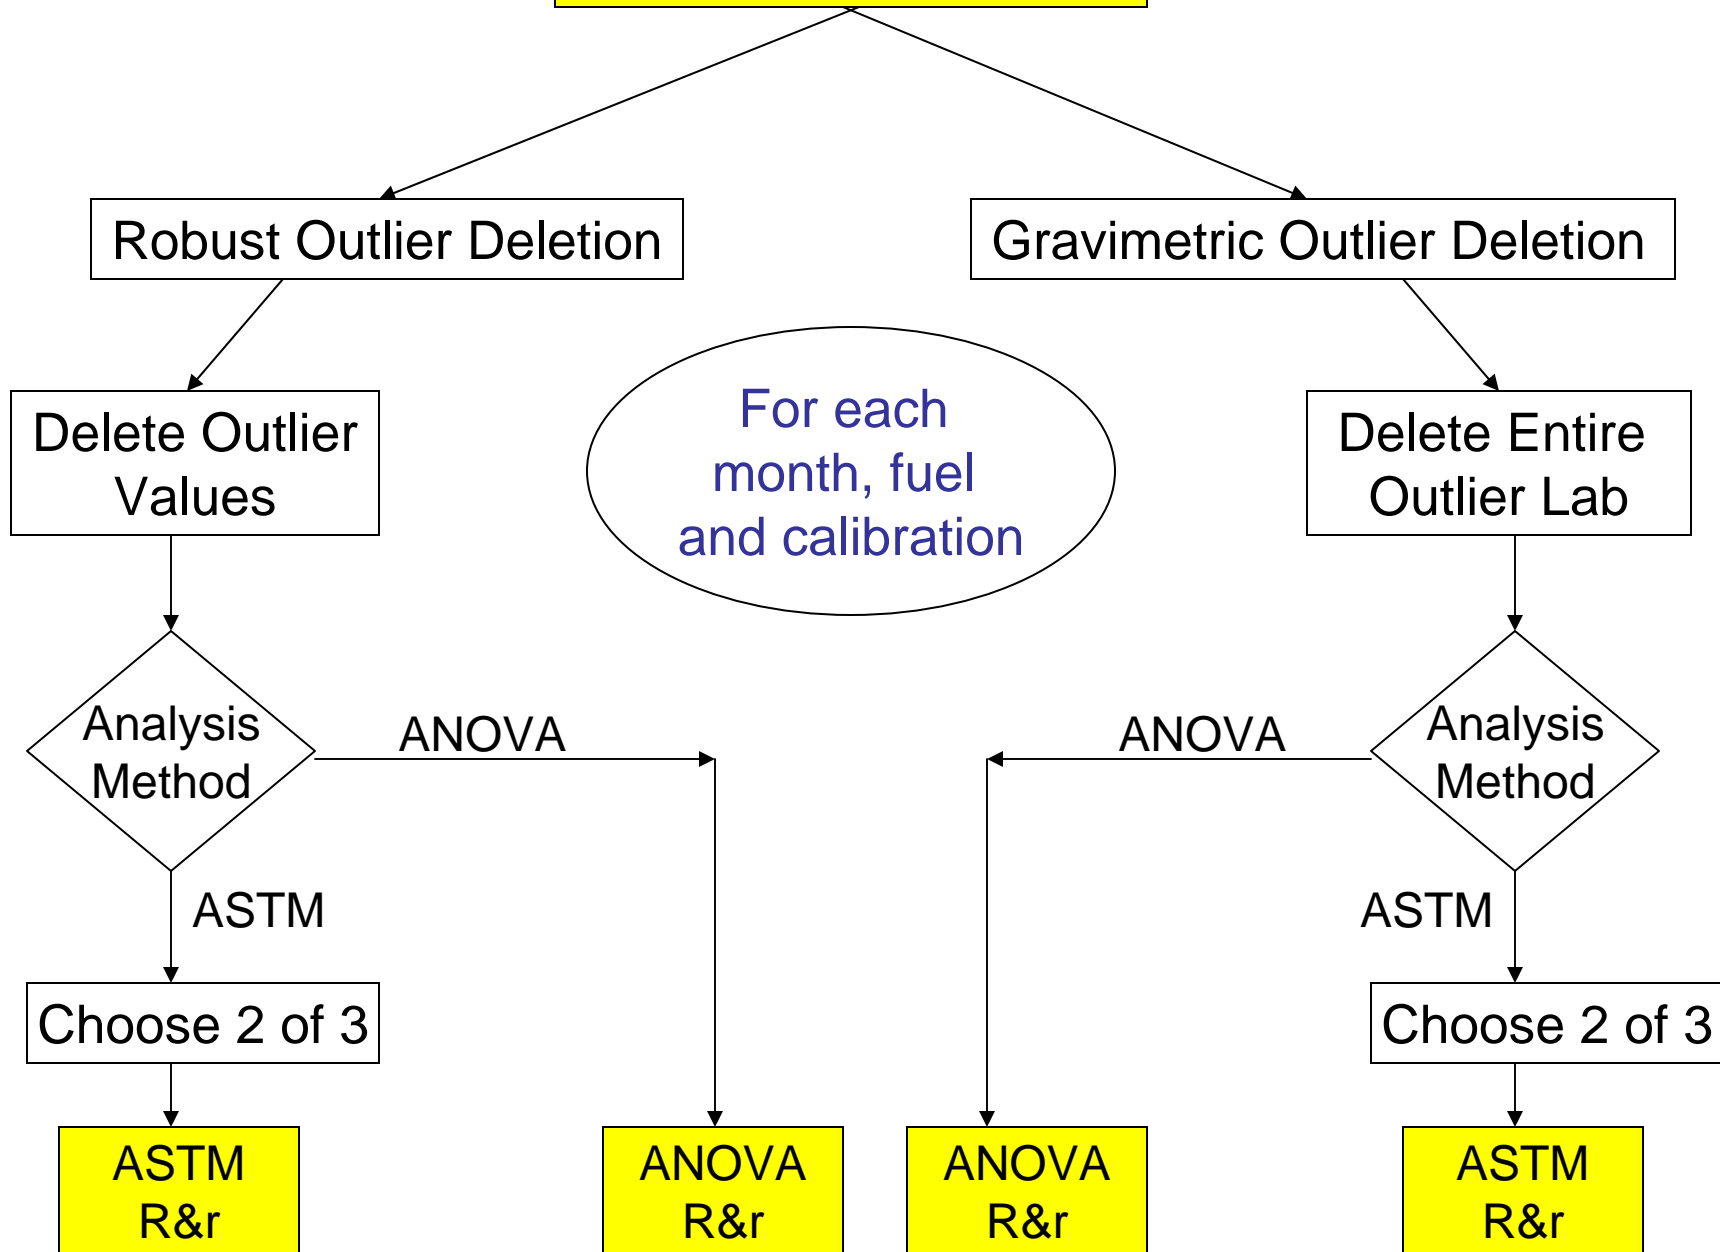 Robust Outlier Deletion
Gravimetric Outlier Deletion
Delete Outlier
Values
For each
month, fuel
and calibration
Delete Entire
Outlier Lab
Analysis
Method
ANOVA
ANOVA
Analysis
Method
ASTM
ASTM
Choose 2 of 3
Choose 2 of 3
ASTM
R&r
ANOVA
R&r
ANOVA
R&r
ASTM
R&r